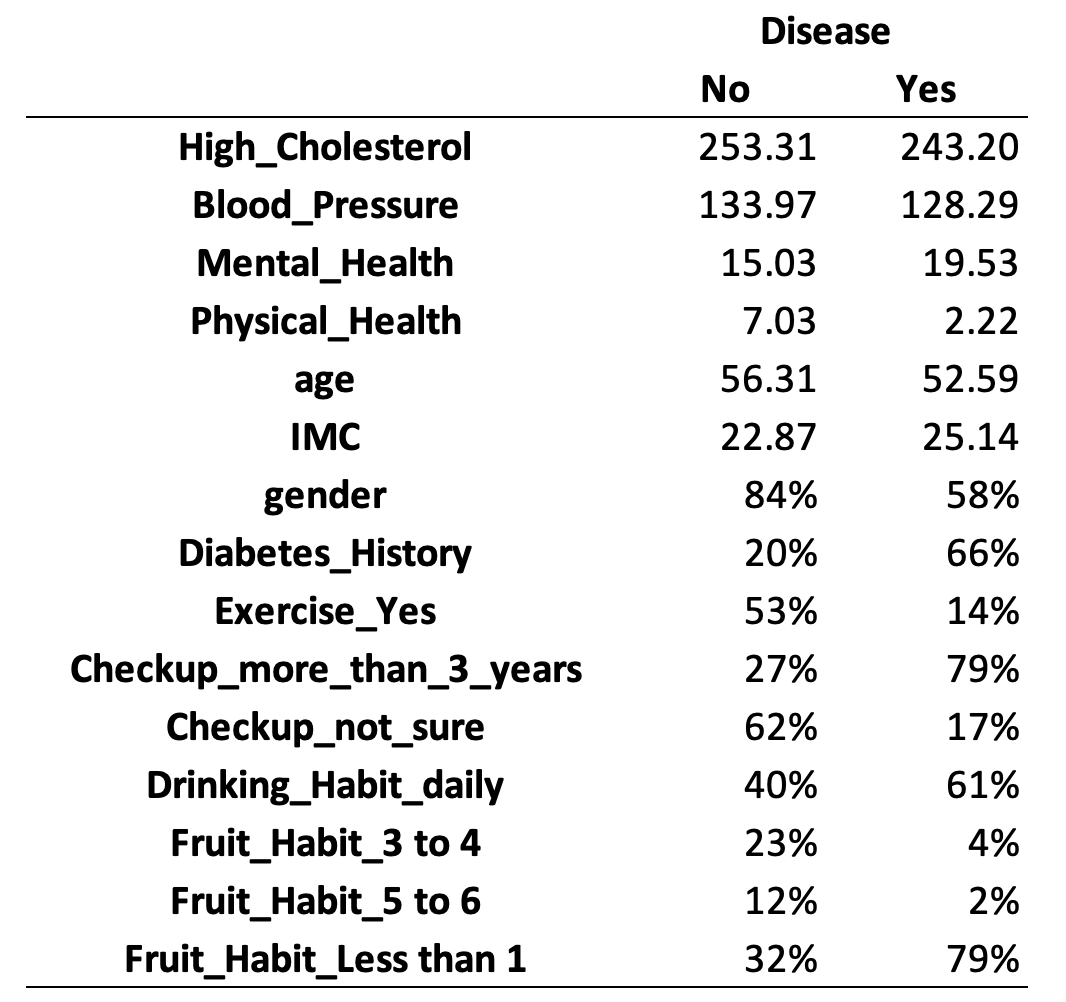 Disease
No Yes
High_Cholesterol 253.31 243.20
Blood_Pressure 133.97 128.29
Mental_Health 15.03 19.53
Physical_Health 7.03 2.22
age 56.31 52.59
IMC 22.87 25.14
gender 84% 58%
Diabetes_History 20% 66%
Exercise_Yes 53% 14%
Checkup_more_than_3_years 27% 79%
Checkup_not_sure 62% 17%
Drinking_Habit_daily 40% 61%
Fruit_Habit_3 to 4 23% 4%
Fruit_Habit_5 to 6 12% 2%
Fruit_Habit_Less than 1 32% 79%